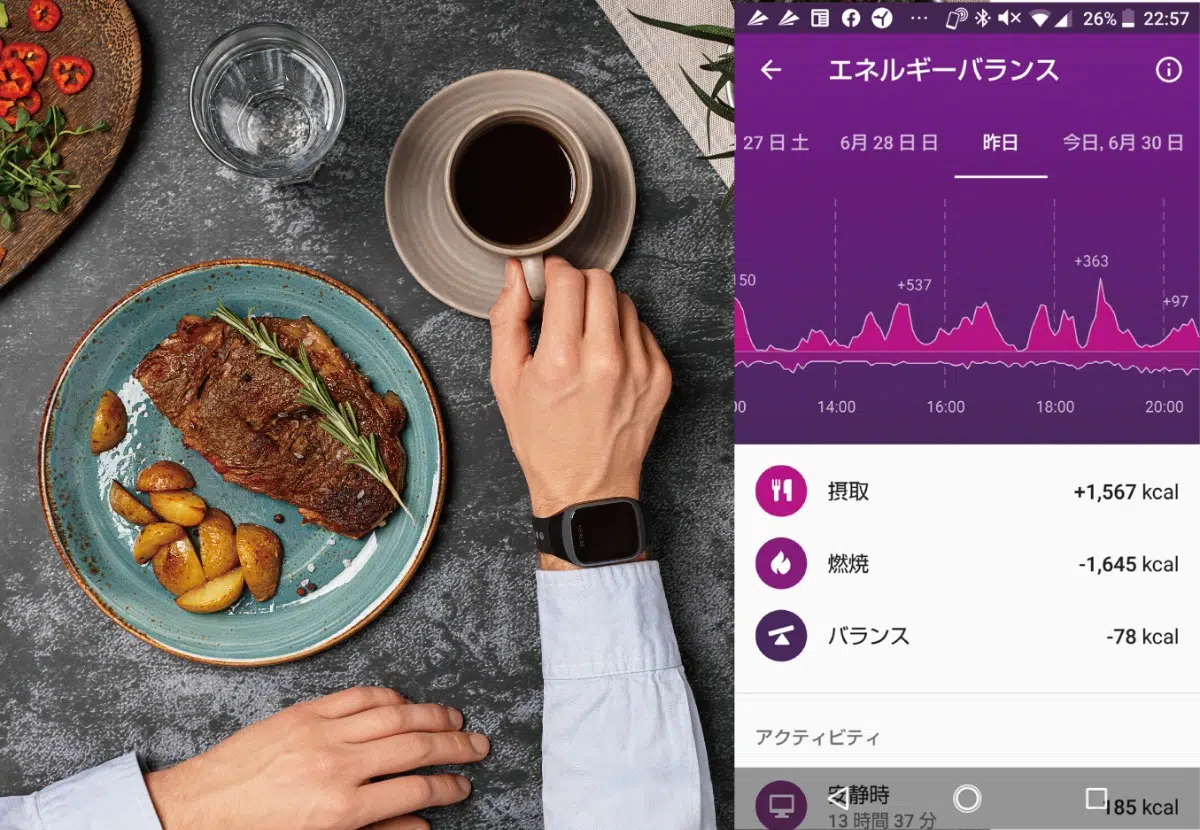 26% 22:57
エネルギーバランス
27 日 土 6月 28 日 日 昨日 今日, 6月 30 日
+363
50 +537
+97
00 14:00 16:00 18:00 20:00
摂取 +1,567 kcal
燃焼 -1,645 kcal
バランス -78 kcal
アクティビティ
安静時 185 kcal
13 時間 37 分